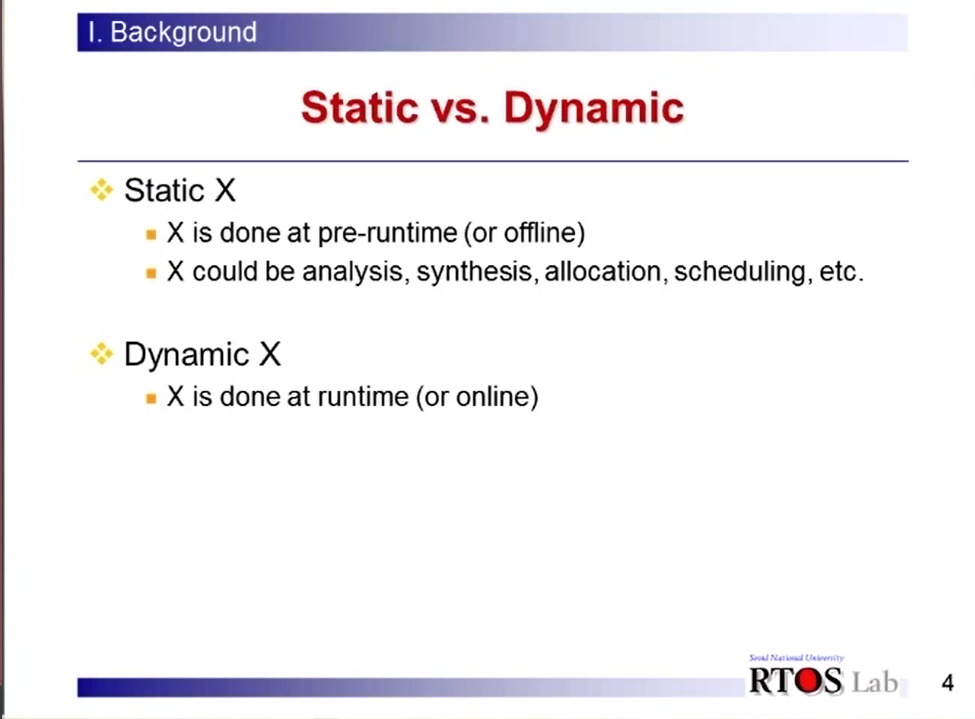 I. Background
Static vs. Dynamic
Static X
X is done at pre-runtime (or offline)
X could be analysis, synthesis, allocation, scheduling, etc.
Dynamic X
X is done at runtime (or online)
Seoul National University
RTOS Lab
4